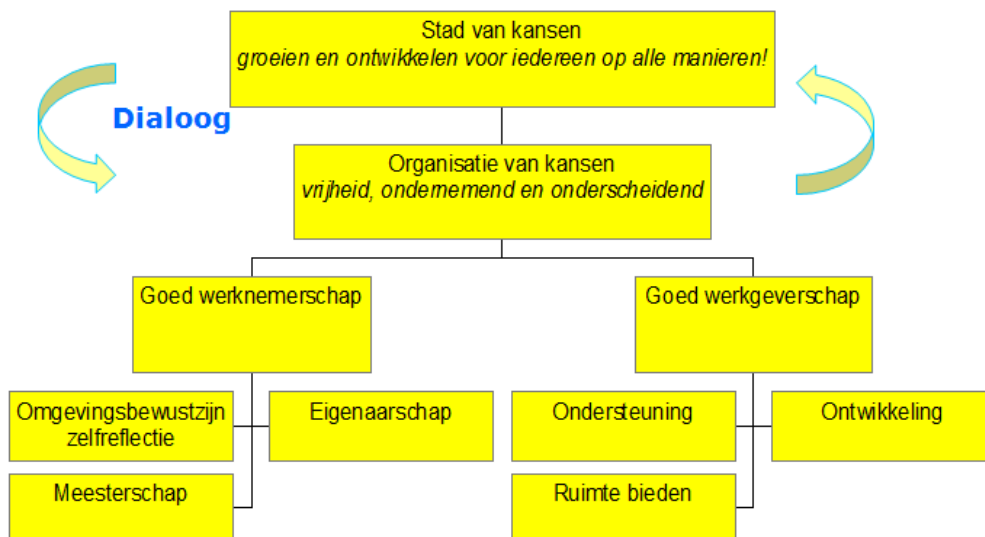 Stad van kansen
groeien en ontwikkelen voor iedereen op alle manieren!
Dialoog
Organisatie van kansen
vrijheid, ondernemend en onderscheidend
Goed werknemerschap
Goed werkgeverschap
Omgevingsbewustzijn
zelfreflectie
Eigenaarschap
Ondersteuning
Ontwikkeling
Meesterschap
Ruimte bieden